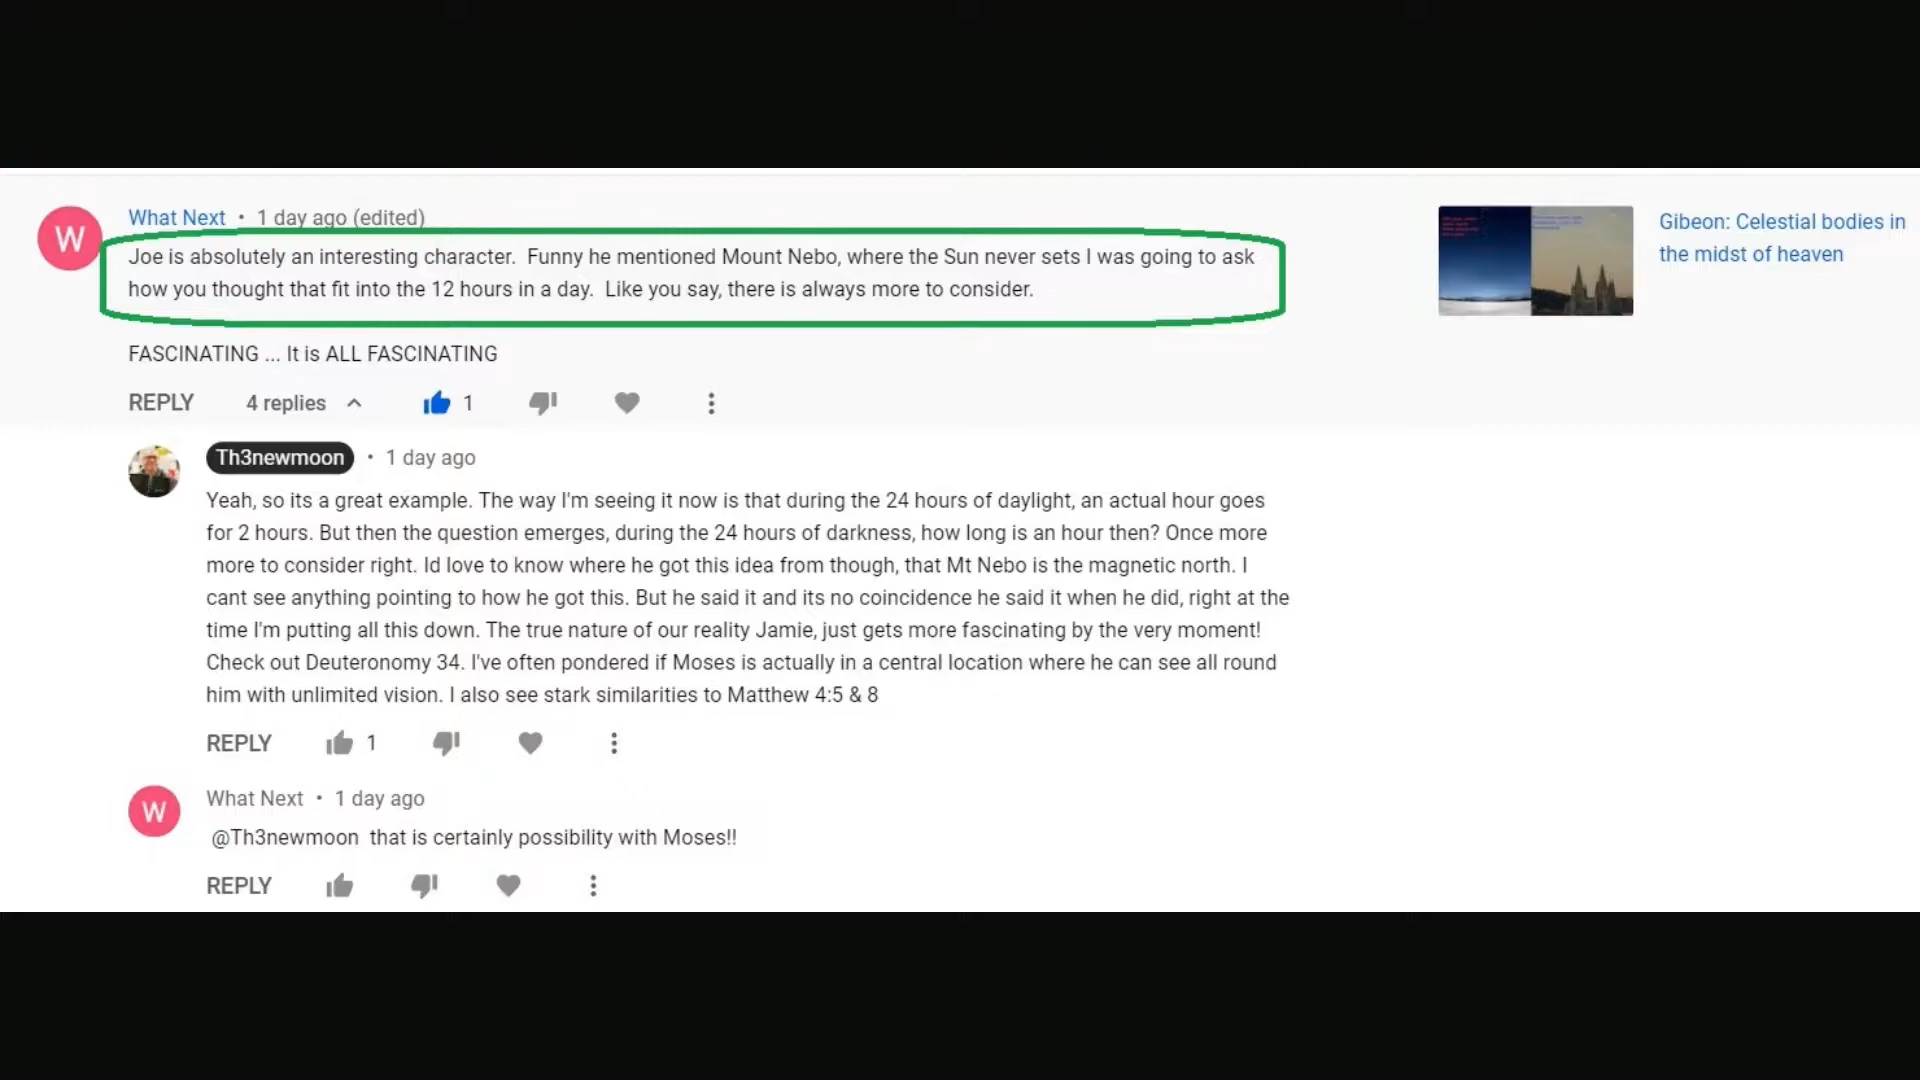 What Next • 1 day ago (edited)
Joe is absolutely an interesting character. Funny he mentioned Mount Nebo, where the Sun never sets I was going to ask
how you thought that fit into the 12 hours in a day. Like you say, there is always more to consider.
FASCINATING ... It is ALL FASCINATING
REPLY 4 replies 1
Gibeon: Celestial bodies in
the midst of heaven
Th3newmoon • 1 day ago
Yeah, so its a great example. The way I'm seeing it now is that during the 24 hours of daylight, an actual hour goes
for 2 hours. But then the question emerges, during the 24 hours of darkness, how long is an hour then? Once more
more to consider right. Id love to know where he got this idea from though, that Mt Nebo is the magnetic north. I
cant see anything pointing to how he got this. But he said it and its no coincidence he said it when he did, right at the
time I'm putting all this down. The true nature of our reality Jamie, just gets more fascinating by the very moment!
Check out Deuteronomy 34. I've often pondered if Moses is actually in a central location where he can see all round
him with unlimited vision. I also see stark similarities to Matthew 4:5 & 8
REPLY 1
W
What Next • 1 day ago
@Th3newmoon that is certainly possibility with Moses!!
REPLY
W